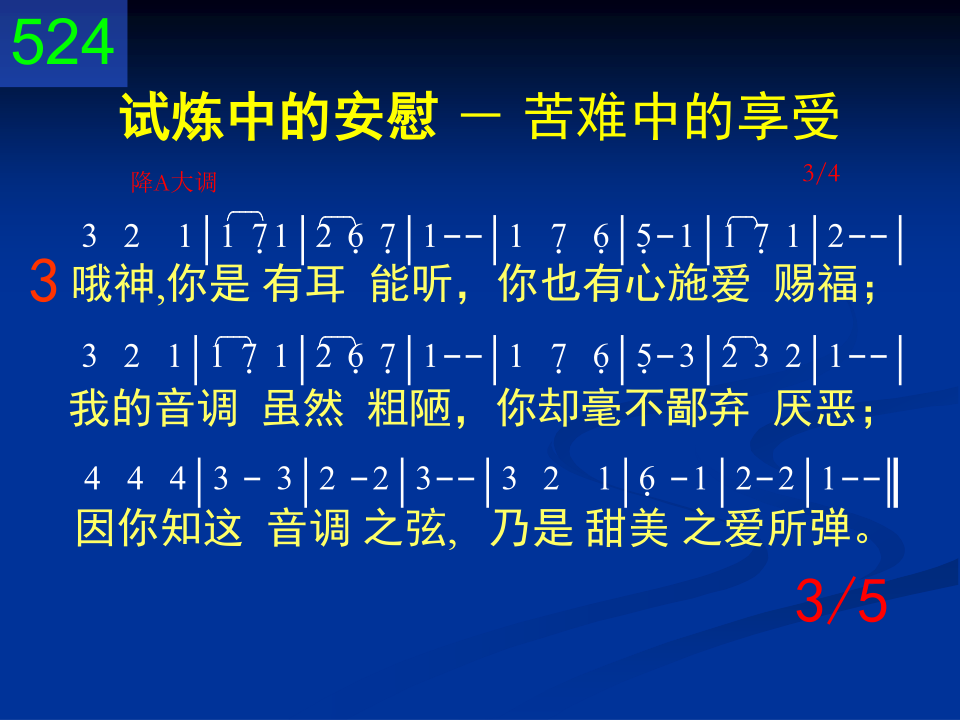 524
试炼中的安慰 － 苦难中的享受
降A大调 3/4
3 2 1|1 7̣ 1|2 6̣ 7̣|1--|1 7̣ 6̣|5̣-1|1 7̣ 1|2--|
3 哦神,你是 有耳 能听，你也有心施爱 赐福；
3 2 1|1 7̣ 1|2 6̣ 7̣|1--|1 7̣ 6̣|5̣-3|2 3 2|1--|
我的音调 虽然 粗陋，你却毫不鄙弃 厌恶；
4 4 4|3 - 3|2 -2|3--|3 2 1|6̣ -1|2-2|1--‖
因你知这 音调 之弦， 乃是 甜美 之爱所弹。
3/5